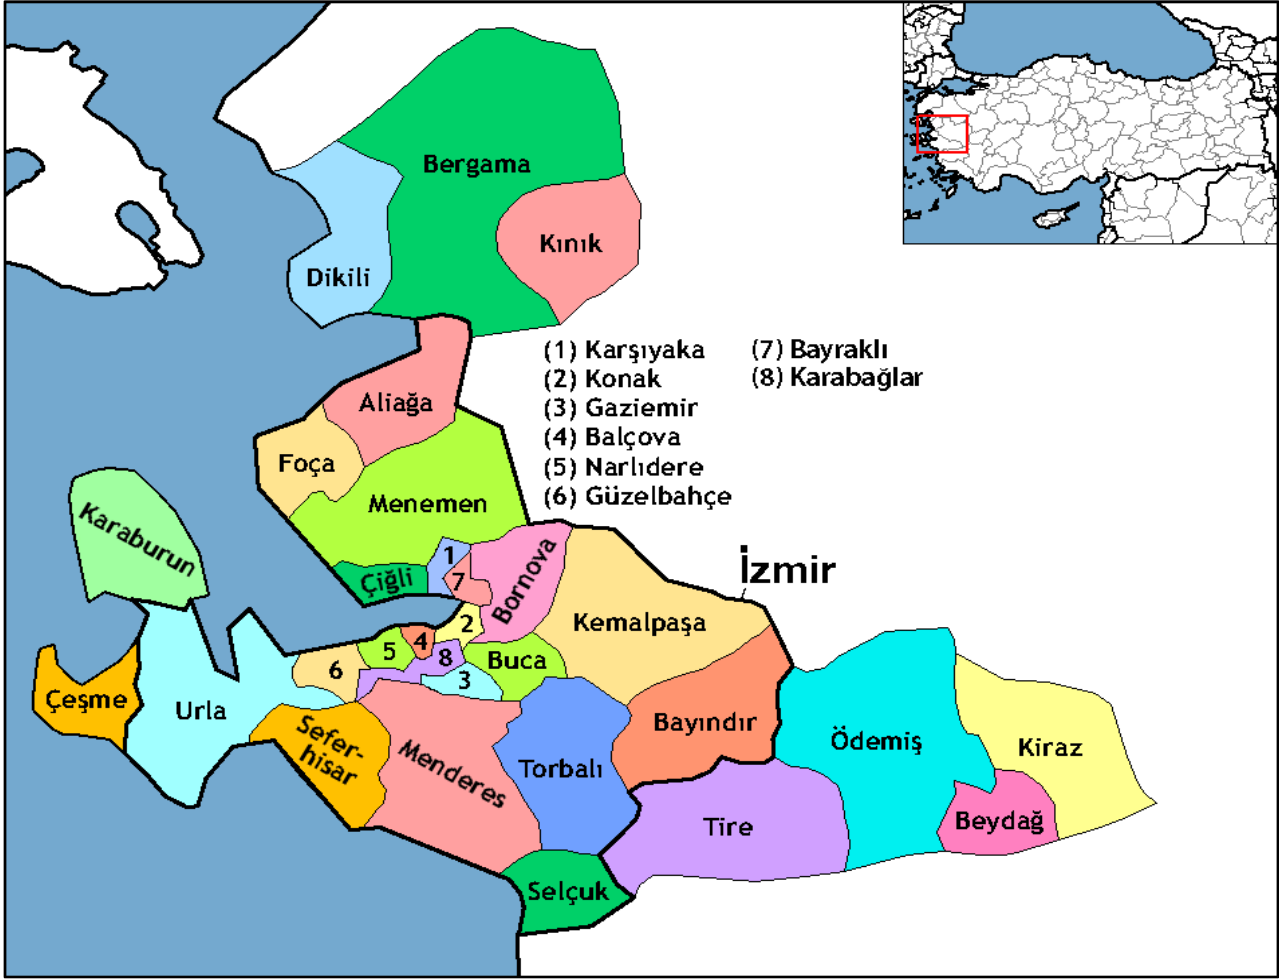 Bergama
Kınık
Dikili
(1) Karşıyaka
(2) Konak
(3) Gaziemir
(4) Balçova
(5) Narlıdere
(6) Güzelbahçe
(7) Bayraklı
(8) Karabağlar
Aliağa
Foça
Menemen
Karaburun
Çiğli
1
7
Bornova
İzmir
2
Kemalpaşa
4
5
8
Buca
6
3
Çeşme
Urla
Sefer-
hisar
Menderes
Bayındır
Torbalı
Ödemiş
Kiraz
Beydağ
Tire
Selçuk